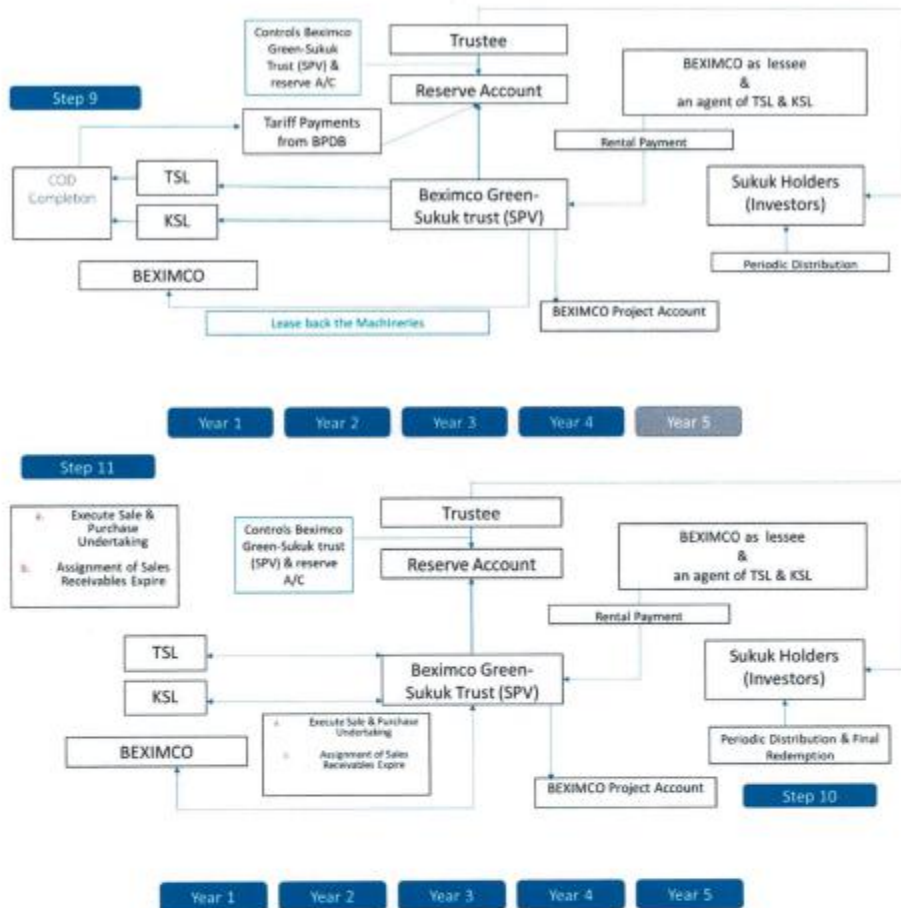 Controls Beximco
Green-Sukuk
Trust (SPV) &
reserve A/C
Trustee
Reserve Account
BEXIMCO as lessee
&
an agent of TSL & KSL
Step 9
Tariff Payments
from BPDB
Rental Payment
COD
Completion
TSL
KSL
Beximco Green-
Sukuk trust (SPV)
Sukuk Holders
(Investors)
Periodic Distribution
BEXIMCO
Lease back the Machineries
BEXIMCO Project Account
Year 1
Year 2
Year 3
Year 4
Year 5
Step 11
a. Execute Sale &
Purchase
Undertaking
b. Assignment of Sales
Receivables Expire
Controls Beximco
Green-Sukuk trust
(SPV) & reserve
A/C
Trustee
Reserve Account
BEXIMCO as lessee
&
an agent of TSL & KSL
Rental Payment
TSL
KSL
Beximco Green-
Sukuk Trust (SPV)
Sukuk Holders
(Investors)
Execute Sale & Purchase
Undertaking
Assignment of Sales
Receivables Expire
BEXIMCO
Periodic Distribution & Final
Redemption
BEXIMCO Project Account
Step 10
Year 1
Year 2
Year 3
Year 4
Year 5